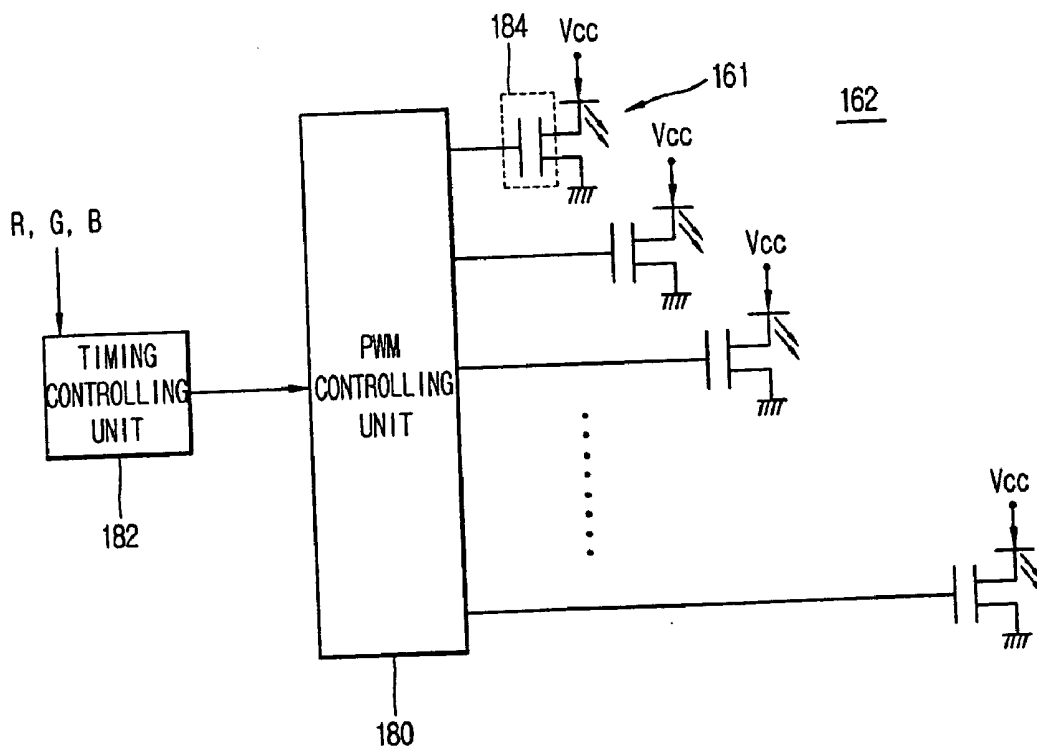 184
Vcc
161
162
Vcc
R, G, B
Vcc
TIMING
CONTROLLING
UNIT
PWM
CONTROLLING
UNIT
182
Vcc
180